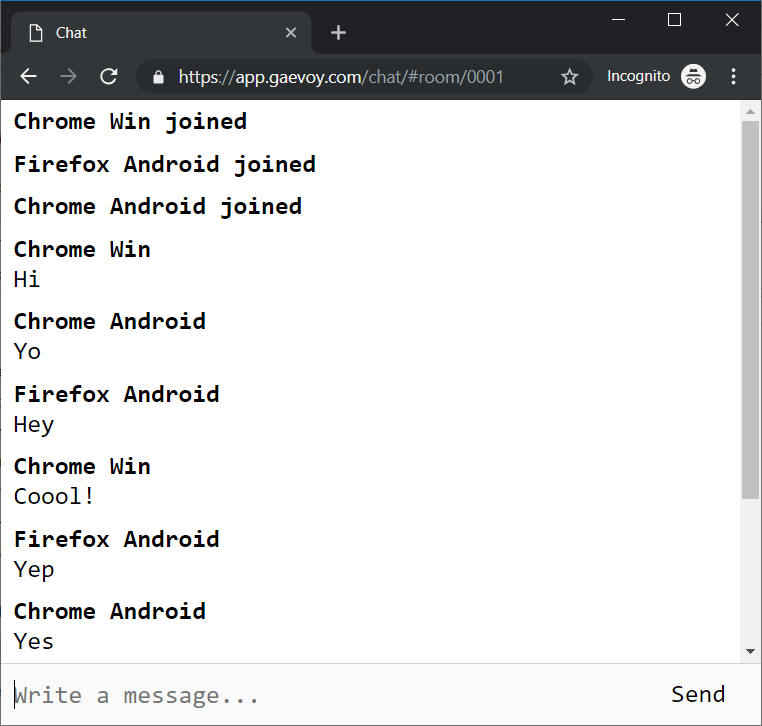 Chat
https://app.gaevoy.com/chat/#room/0001
Incognito
Chrome Win joined
Firefox Android joined
Chrome Android joined
Chrome Win
Hi
Chrome Android
Yo
Firefox Android
Hey
Chrome Win
Coool!
Firefox Android
Yep
Chrome Android
Yes
Write a message...
Send